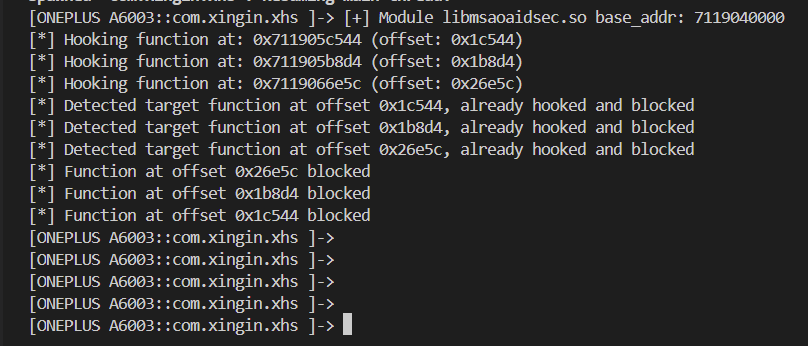 [ONEPLUS A6003::com.xingin.xhs ]-> [+] Module libmsaoaidsec.so base_addr: 7119040000
[*] Hooking function at: 0x711905c544 (offset: 0x1c544)
[*] Hooking function at: 0x711905b8d4 (offset: 0x1b8d4)
[*] Hooking function at: 0x7119066e5c (offset: 0x26e5c)
[*] Detected target function at offset 0x1c544, already hooked and blocked
[*] Detected target function at offset 0x1b8d4, already hooked and blocked
[*] Detected target function at offset 0x26e5c, already hooked and blocked
[*] Function at offset 0x26e5c blocked
[*] Function at offset 0x1b8d4 blocked
[*] Function at offset 0x1c544 blocked
[ONEPLUS A6003::com.xingin.xhs ]->
[ONEPLUS A6003::com.xingin.xhs ]->
[ONEPLUS A6003::com.xingin.xhs ]->
[ONEPLUS A6003::com.xingin.xhs ]->
[ONEPLUS A6003::com.xingin.xhs ]->